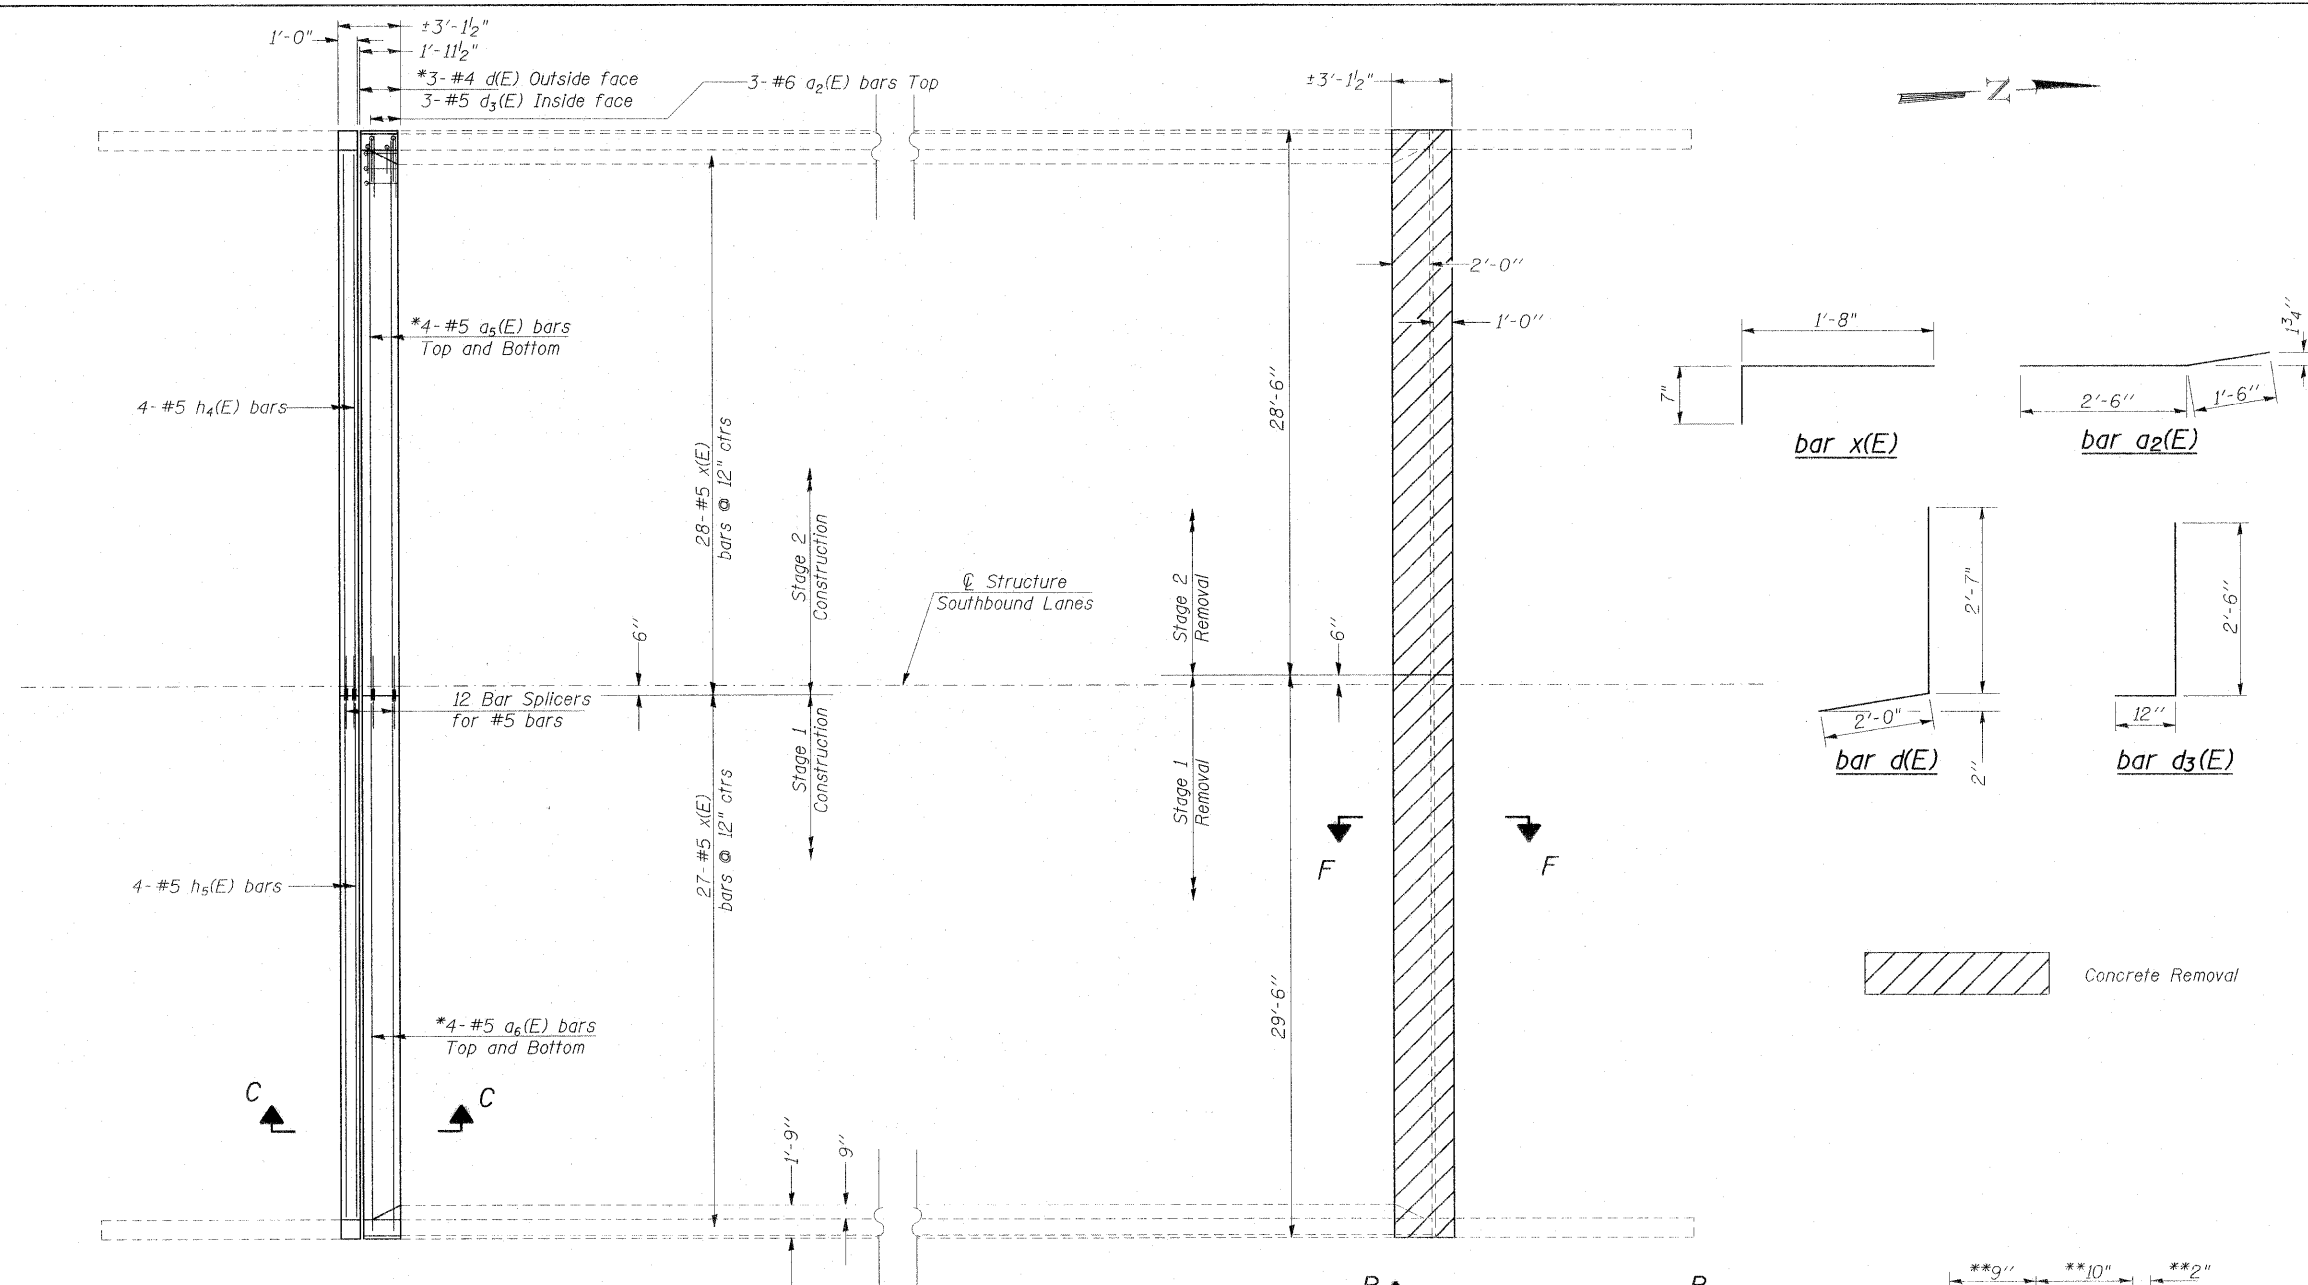 ±3'-1½"
1'-0"
1'-11½"
*3-#4 d(E) Outside face
3-#5 d₃(E) Inside face
3-#6 a₂(E) bars Top
±3'-1½"
N
28'-6"
2'-0"
1'-0"
*4-#5 a₅(E) bars
Top and Bottom
4-#5 h₄(E) bars
28-#5 x(E)
bars @ 12" ctrs
Stage 2
Construction
℄ Structure
Southbound Lanes
Stage 2
Removal
6"
6"
12 Bar Splicers
for #5 bars
Stage 1
Construction
Stage 1
Removal
27-#5 x(E)
bars @ 12" ctrs
4-#5 h₅(E) bars
29'-6"
*4-#5 a₆(E) bars
Top and Bottom
C
C
F
F
1'-9"
9"
1'-8"
7"
bar x(E)
1¾"
2'-6"
1'-6"
bar a₂(E)
2'-7"
2'-0"
2"
bar d(E)
2'-6"
12"
bar d₃(E)
Concrete Removal
**9"
**10"
**2"